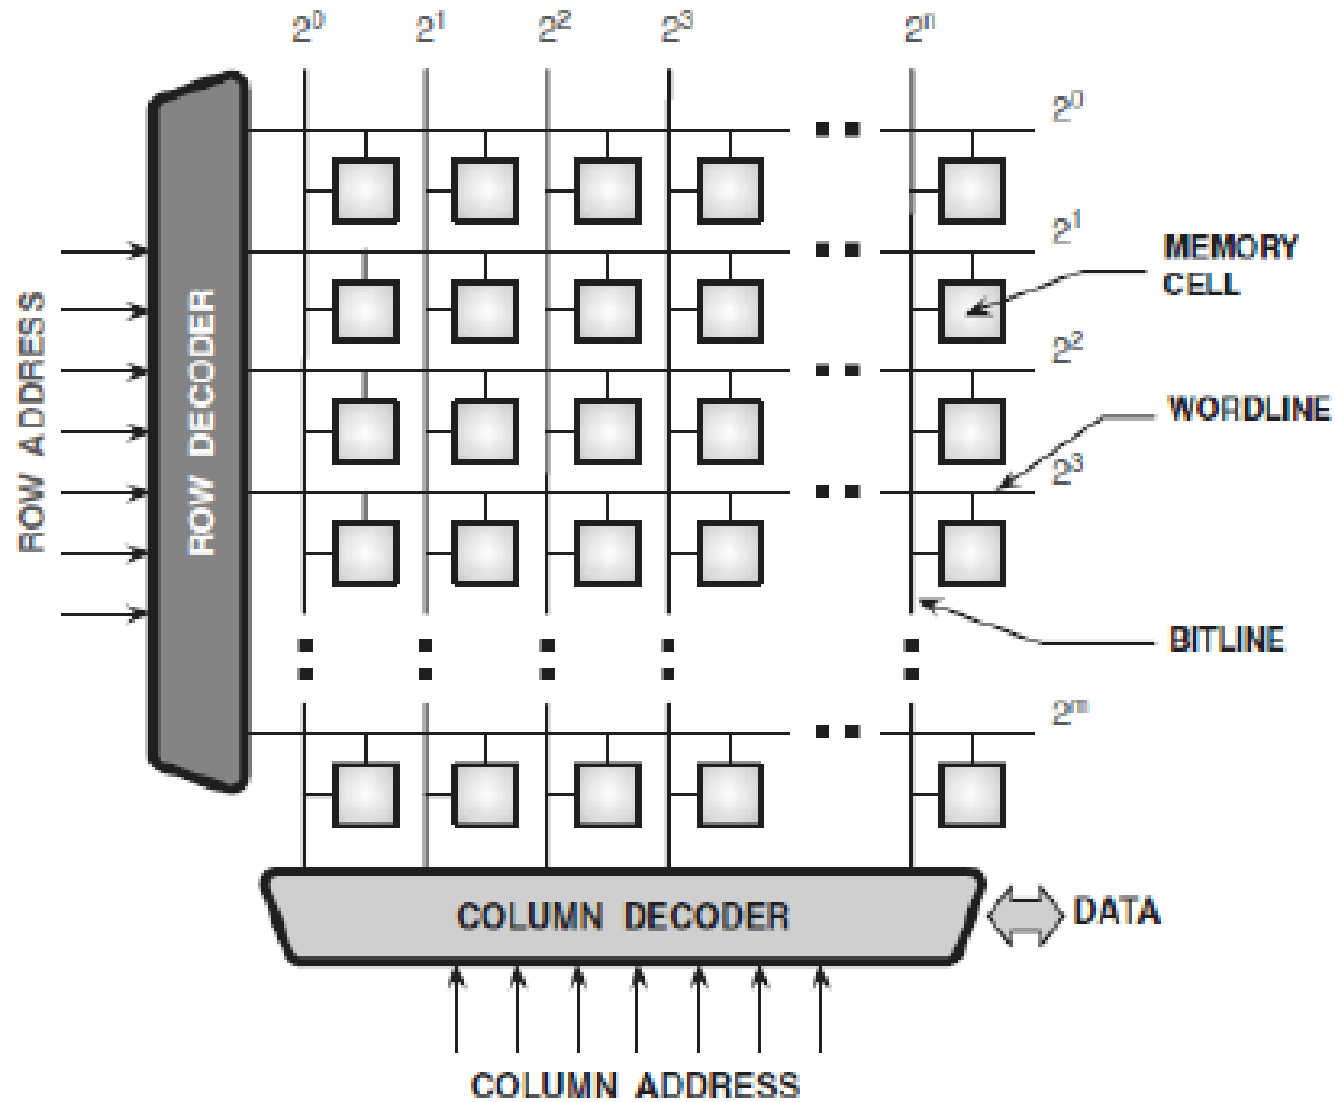 2⁰ 2¹ 2² 2³ 2ⁿ
2⁰
2¹
MEMORY
CELL
2²
WORDLINE
2³
ROW ADDRESS
ROW DECODER
BITLINE
2ᵐ
COLUMN DECODER
DATA
COLUMN ADDRESS